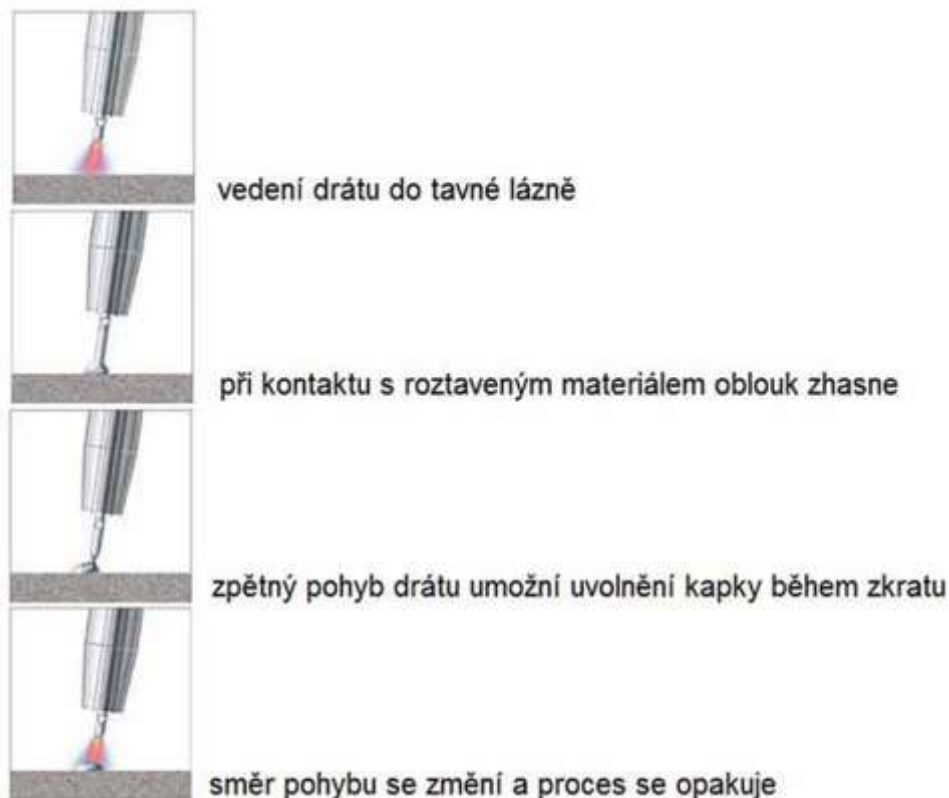 vedení drátu do tavné lázně
při kontaktu s roztaveným materiálem oblouk zhasne
zpětný pohyb drátu umožní uvolnění kapky během zkratu
směr pohybu se změní a proces se opakuje